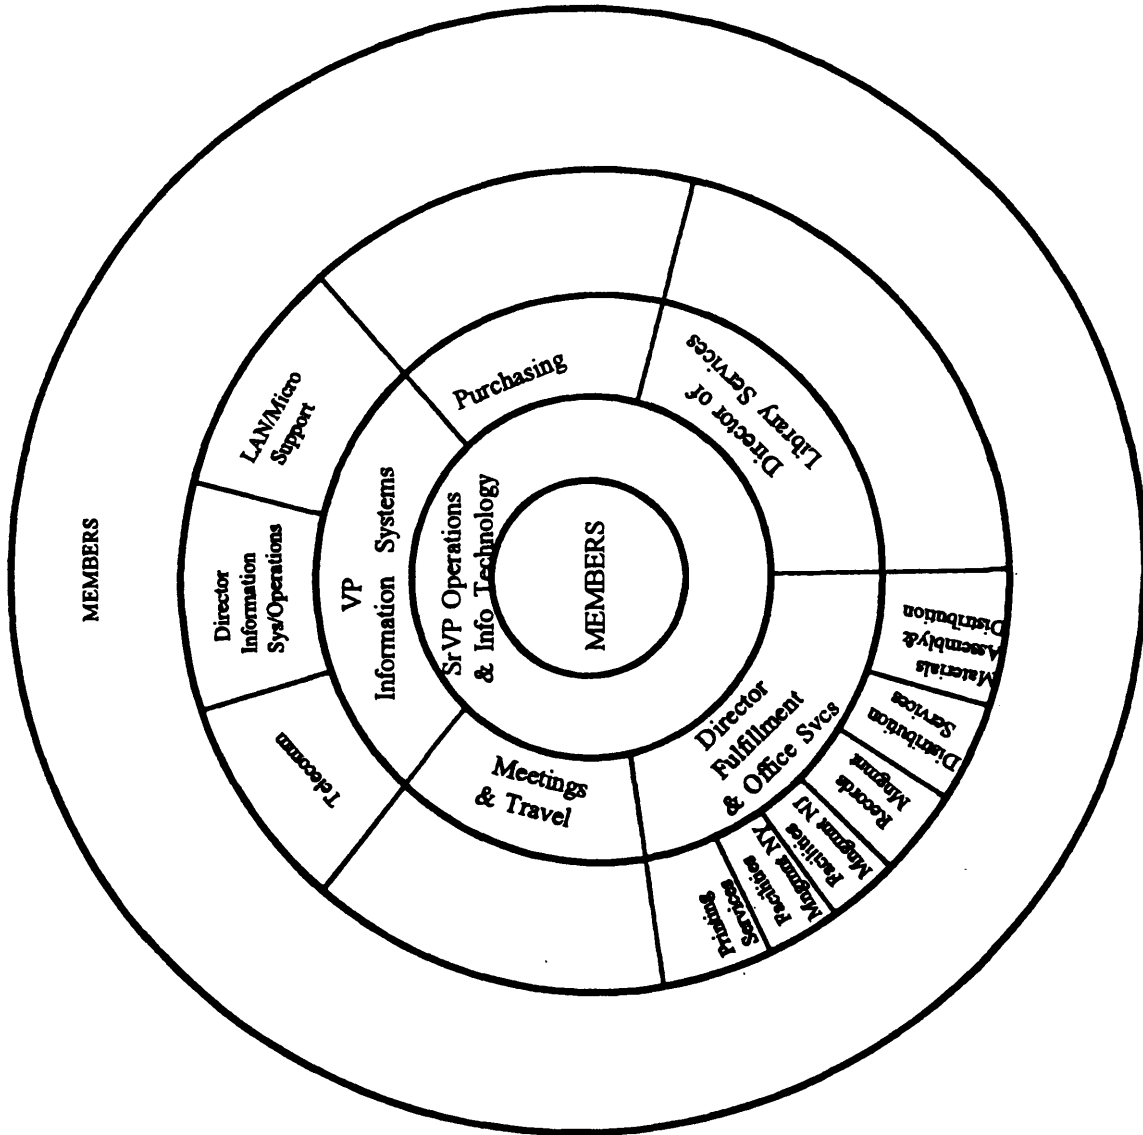 MEMBERS
LAN/Micro
Support
Director
Information
Sys/Operations
Telecomm
VP
Information Systems
Purchasing
Director of
Library Services
SrVP Operations
& Info Technology
MEMBERS
Meetings
& Travel
Director
Fulfillment
& Office Svcs
Materials
Assembly&
Distribution
Distribution
Services
Records
Mngmnt
Facilities
Mngmnt NJ
Facilities
Mngmnt NY
Printing
Services